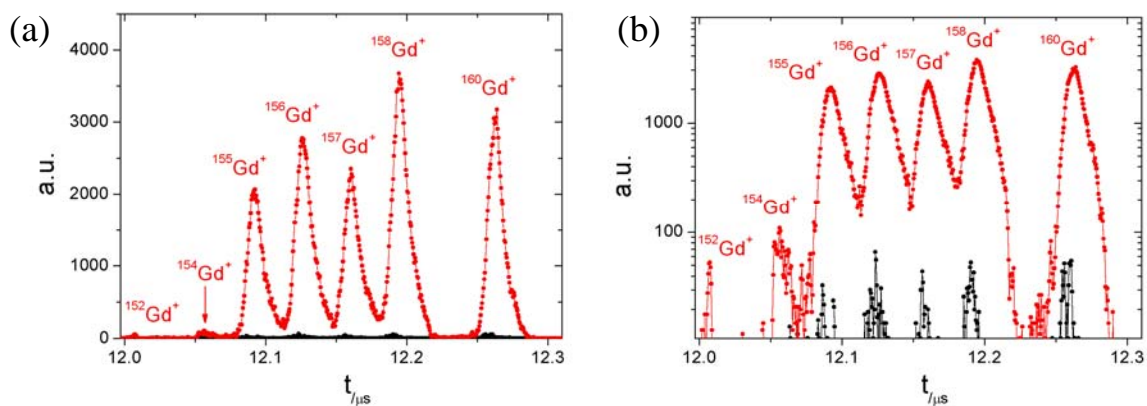 (a)
a.u.
4000
3000
2000
1000
0
¹⁵²Gd⁺
¹⁵⁴Gd⁺
¹⁵⁵Gd⁺
¹⁵⁶Gd⁺
¹⁵⁷Gd⁺
¹⁵⁸Gd⁺
¹⁶⁰Gd⁺
12.0 12.1 12.2 12.3
t/μs
(b)
a.u.
1000
100
¹⁵²Gd⁺
¹⁵⁴Gd⁺
¹⁵⁵Gd⁺
¹⁵⁶Gd⁺
¹⁵⁷Gd⁺
¹⁵⁸Gd⁺
¹⁶⁰Gd⁺
12.0 12.1 12.2 12.3
t/μs